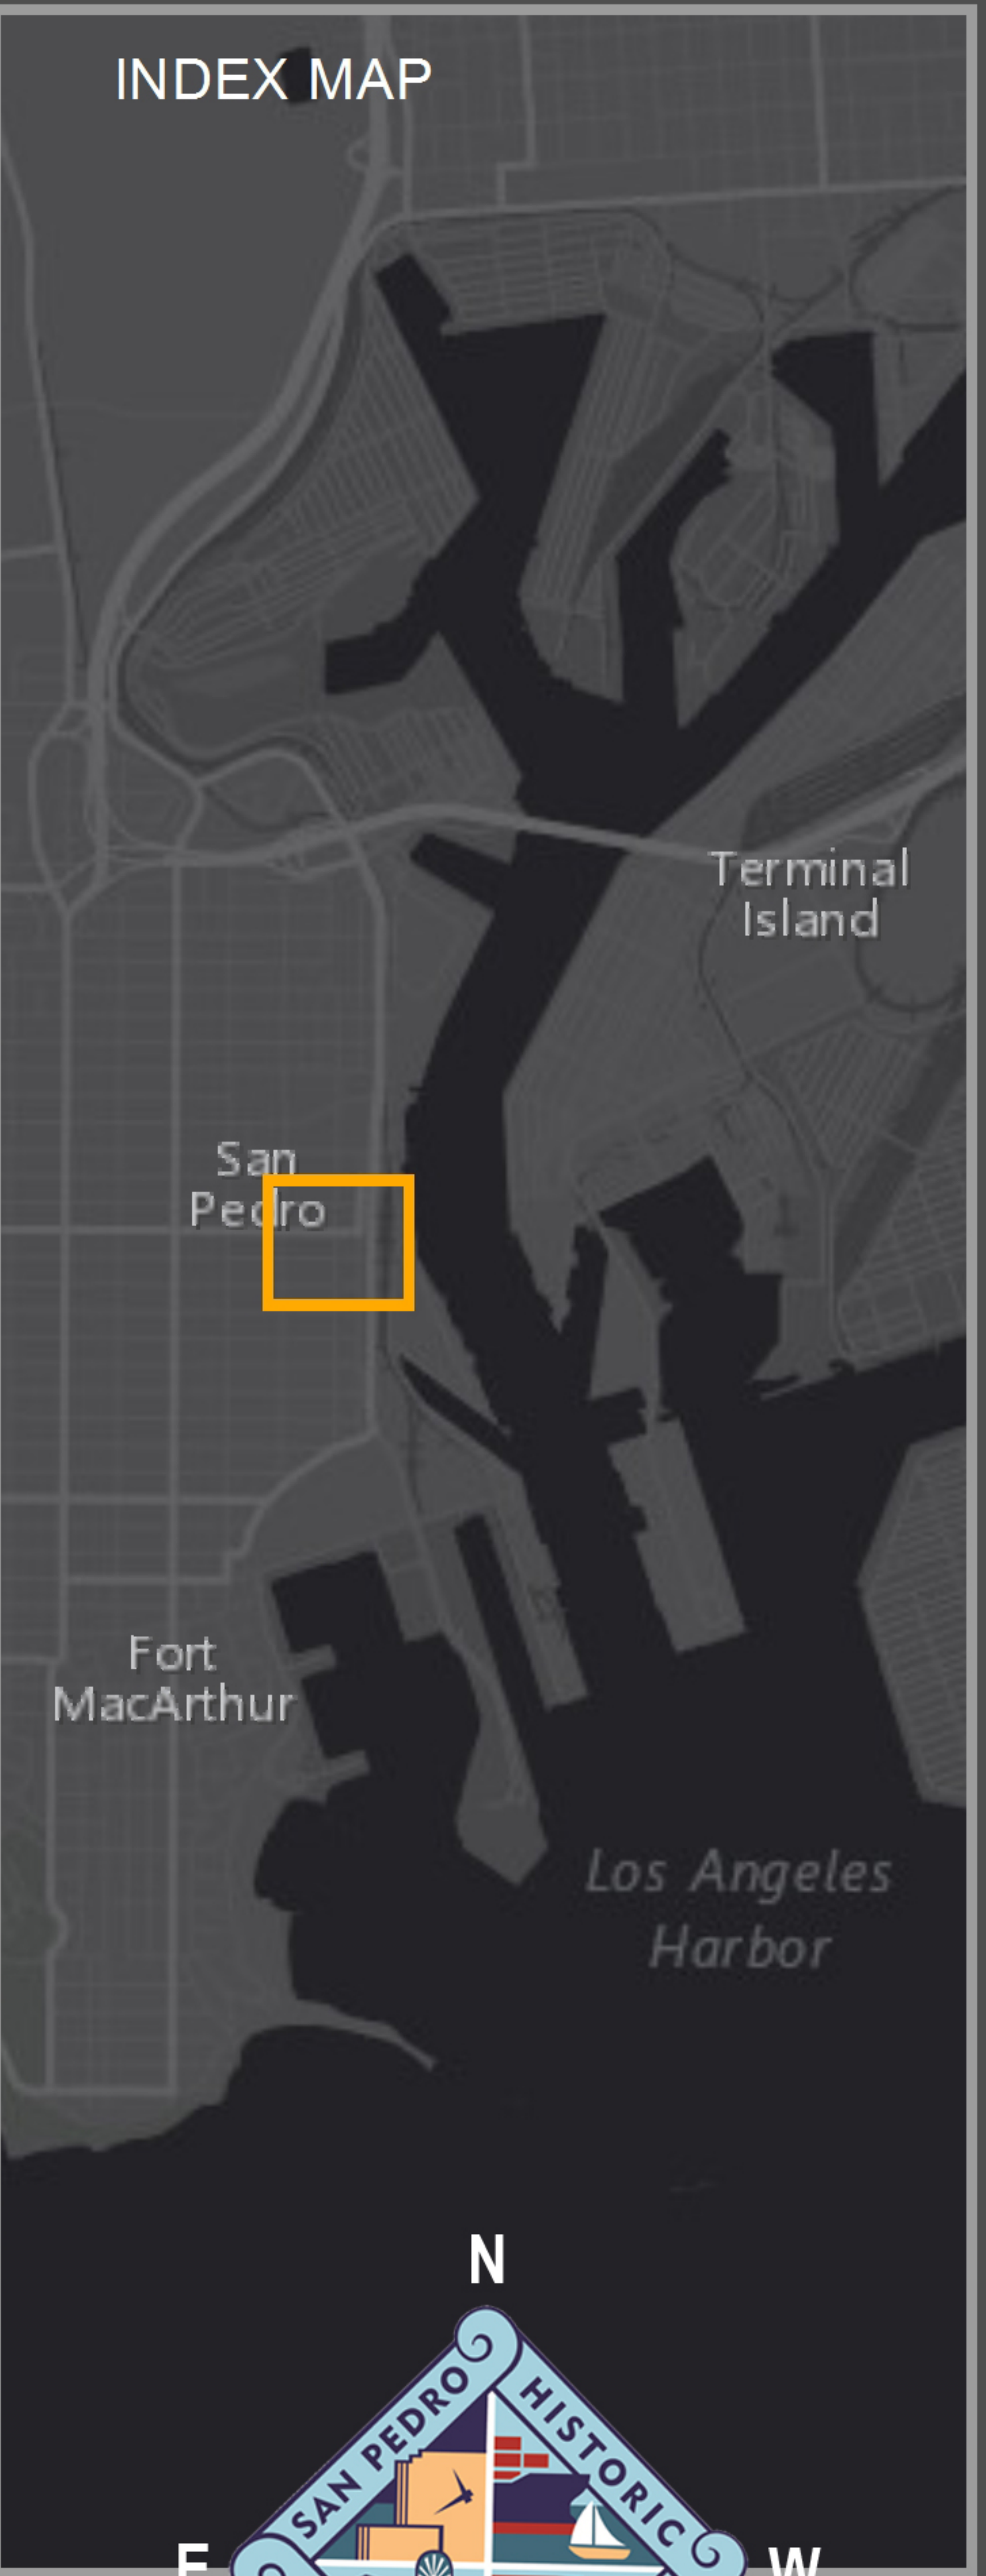 INDEX MAP
Terminal
Island
San
Pedro
Fort
MacArthur
Los Angeles
Harbor
N
SAN PEDRO
HISTORIC
E
W